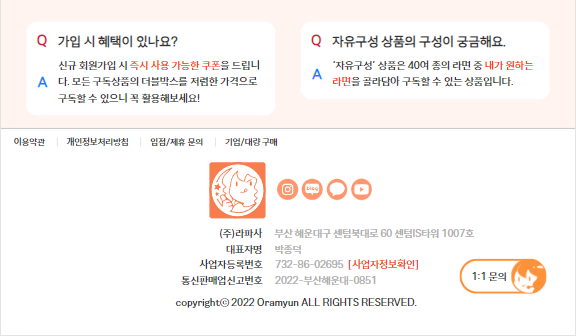 Q 가입 시 혜택이 있나요?
A 신규 회원가입 시 즉시 사용 가능한 쿠폰을 드립니
다. 모든 구독상품의 더블박스를 저렴한 가격으로
구독할 수 있으니 꼭 활용해보세요!
Q 자유구성 상품의 구성이 궁금해요.
A '자유구성' 상품은 40여 종의 라면 중 내가 원하는
라면을 골라담아 구독할 수 있는 상품입니다.
이용약관 개인정보처리방침 입점/제휴 문의 기업/대량 구매
blog
(주)라파사 부산 해운대구 센텀북대로 60 센텀IS타워 1007호
대표자명 박종덕
사업자등록번호 732-86-02695 [사업자정보확인]
통신판매업신고번호 2022-부산해운대-0851
1:1 문의
copyrightⓒ 2022 Oramyun ALL RIGHTS RESERVED.